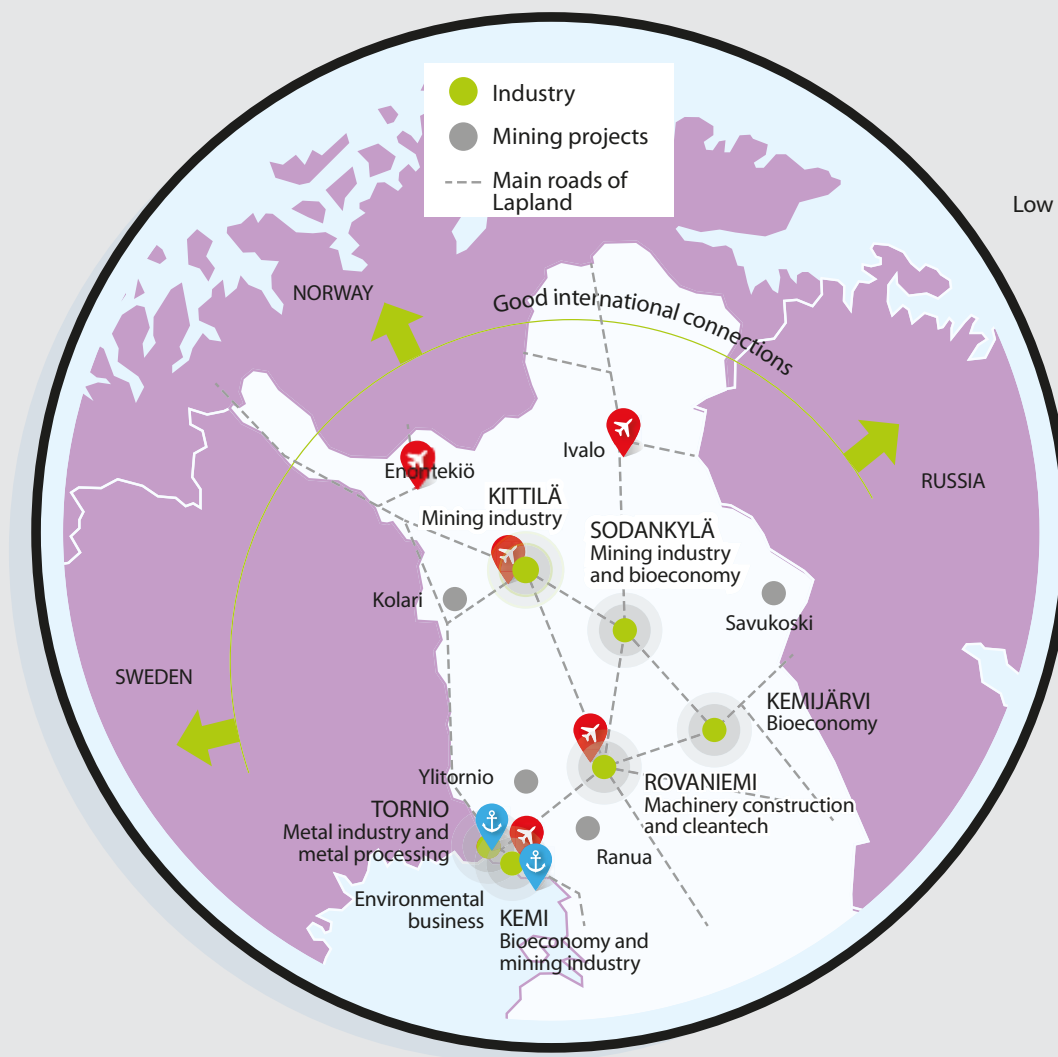 Industry
Mining projects
Main roads of
Lapland
Low
NORWAY
Good international connections
Ivalo
Enontekiö
RUSSIA
KITTILÄ
Mining industry
SODANKYLÄ
Mining industry
and bioeconomy
Kolari
Savukoski
SWEDEN
KEMIJÄRVI
Bioeconomy
Ylitornio
ROVANIEMI
Machinery construction
and cleantech
TORNIO
Metal industry and
metal processing
Ranua
Environmental
business
KEMI
Bioeconomy and
mining industry